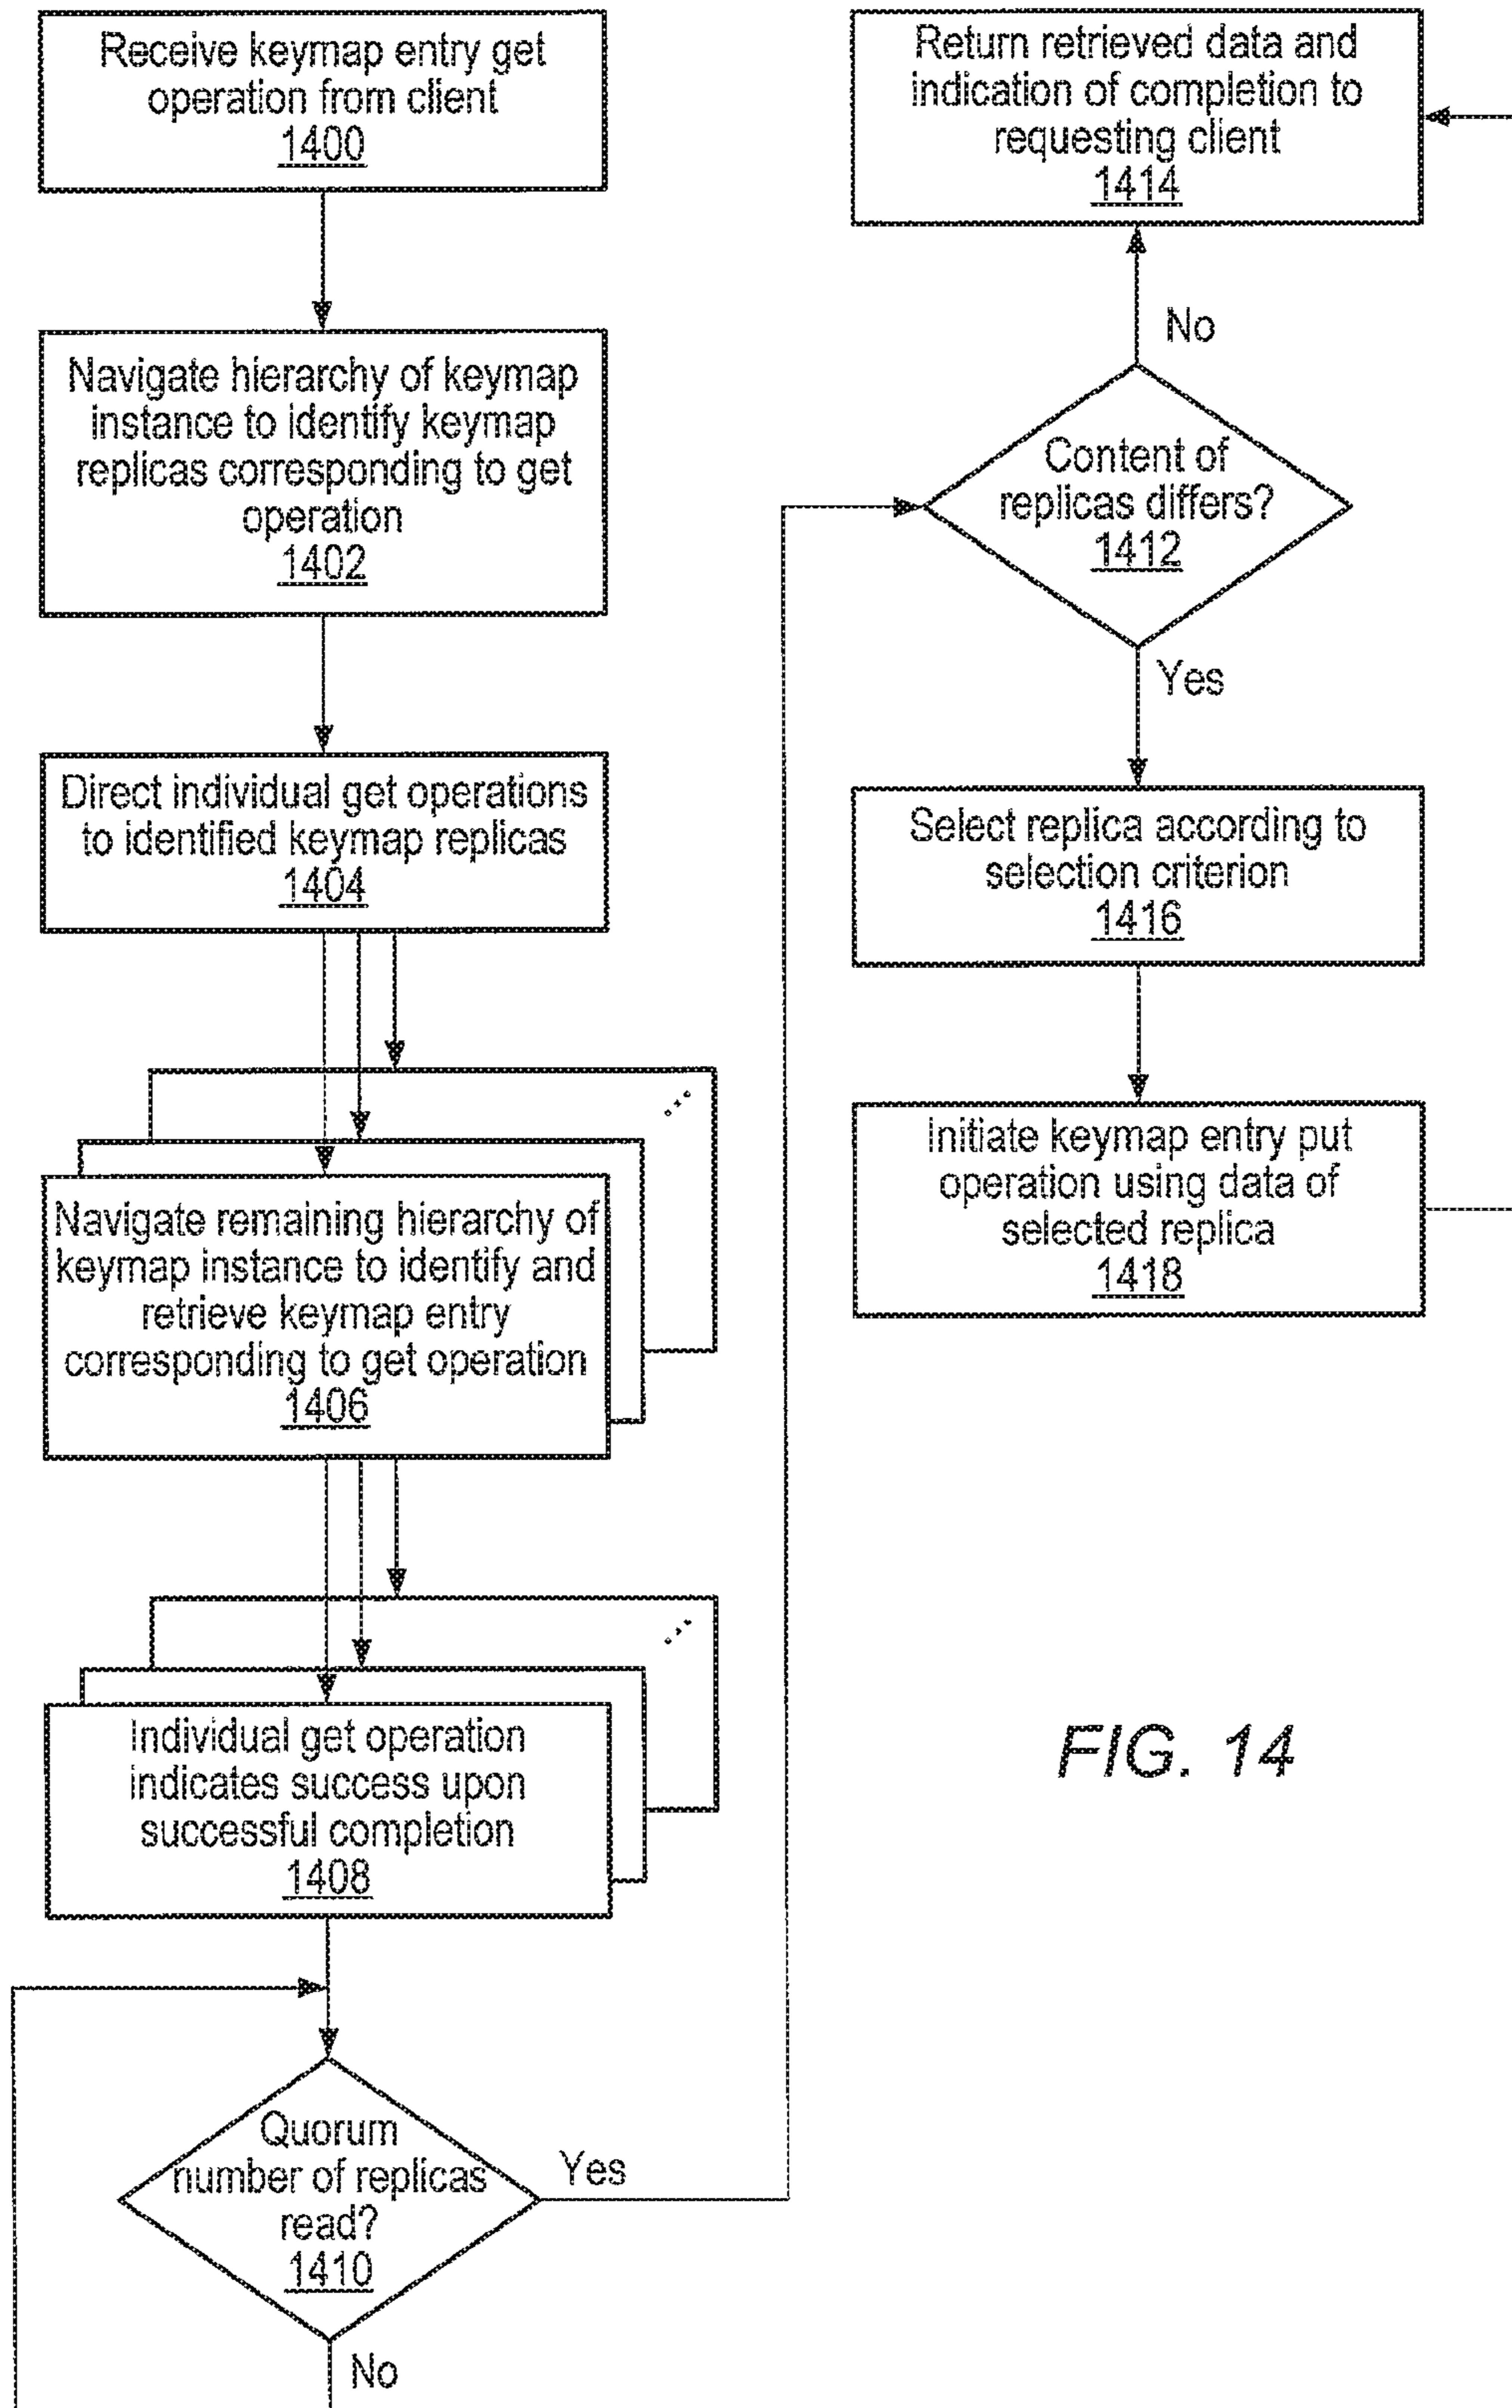 Receive keymap entry get
operation from client
1400
Navigate hierarchy of keymap
instance to identify keymap
replicas corresponding to get
operation
1402
Direct individual get operations
to identified keymap replicas
1404
Navigate remaining hierarchy of
keymap instance to identify and
retrieve keymap entry
corresponding to get operation
1406
Individual get operation
indicates success upon
successful completion
1408
Quorum
number of replicas
read?
1410
Yes
No
Return retrieved data and
indication of completion to
requesting client
1414
No
Content of
replicas differs?
1412
Yes
Select replica according to
selection criterion
1416
Initiate keymap entry put
operation using data of
selected replica
1418
FIG. 14